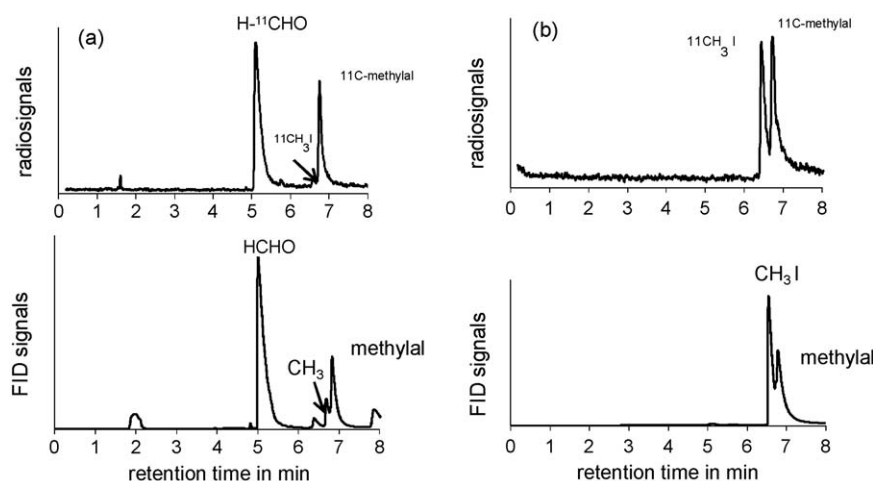 (a)
H-¹¹CHO
11C-methylal
¹¹CH₃I
radiosignals
0 1 2 3 4 5 6 7 8
(b)
¹¹CH₃ I
11C-methylal
radiosignals
0 1 2 3 4 5 6 7 8
HCHO
CH₃
methylal
FID signals
0 1 2 3 4 5 6 7 8
retention time in min
CH₃ I
methylal
FID signals
0 1 2 3 4 5 6 7 8
retention time in min